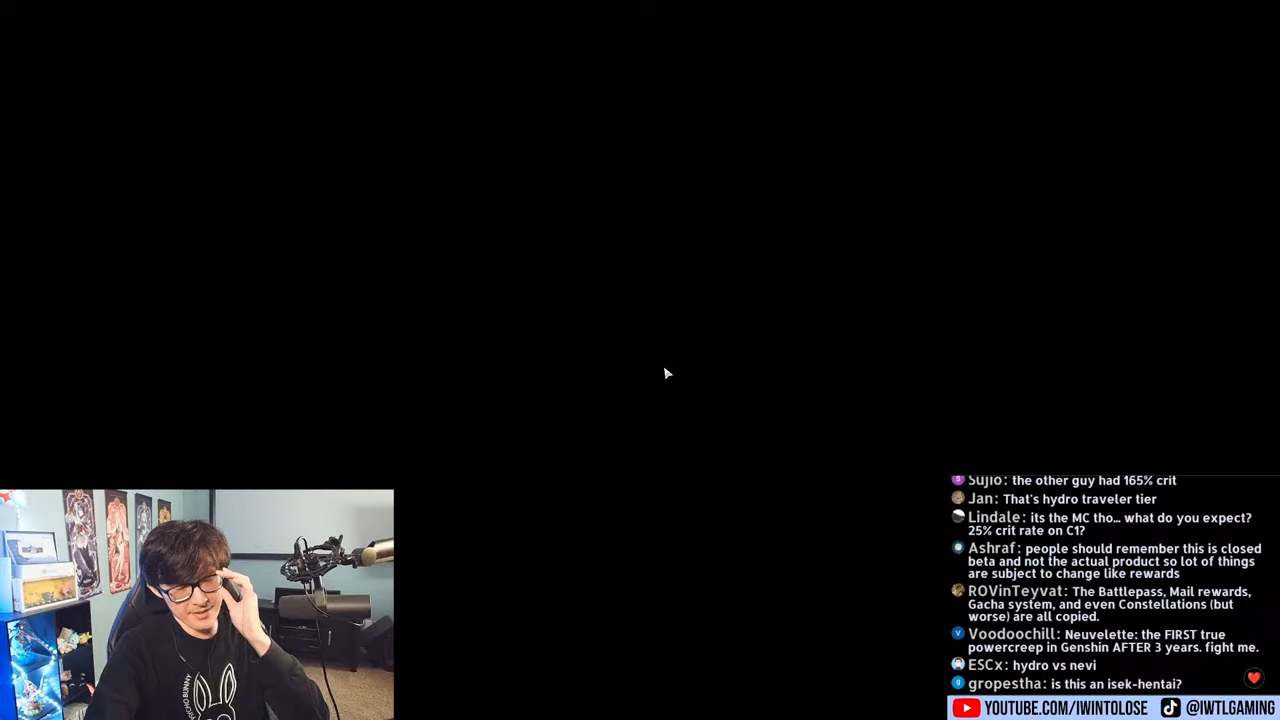 Sujio: the other guy had 165% crit
Jan: That's hydro traveler tier
Lindale: its the MC tho... what do you expect?
25% crit rate on C1?
Ashraf: people should remember this is closed
beta and not the actual product so lot of things
are subject to change like rewards
ROVinTeyvat: The Battlepass, Mail rewards,
Gacha system, and even Constellations (but
worse) are all copied.
Voodoochill: Neuvelette: the FIRST true
powercreep in Genshin AFTER 3 years. fight me.
ESCx: hydro vs nevi
gropestha: is this an isek-hentai?
YOUTUBE.COM/IWINTOLOSE @IWTLGAMING
PSYCHO BUNNY